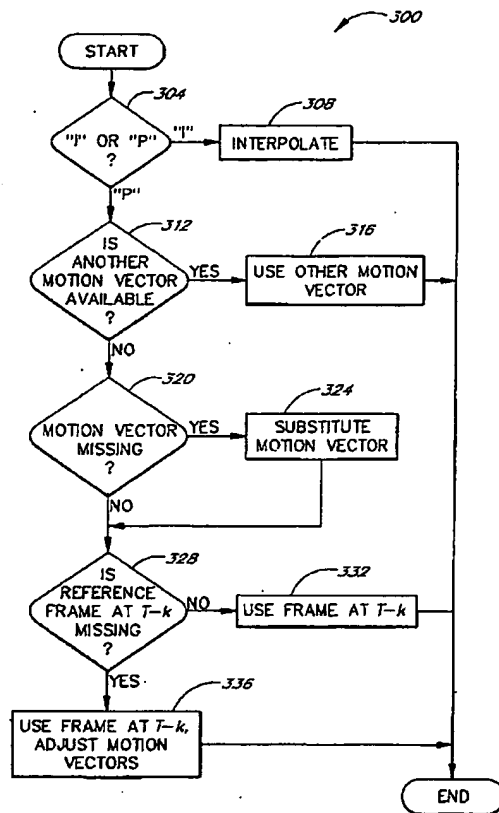 300
START
304
"I" OR "P"
?
"I"
308
INTERPOLATE
"P"
312
IS
ANOTHER
MOTION VECTOR
AVAILABLE
?
YES
316
USE OTHER MOTION
VECTOR
NO
320
MOTION VECTOR
MISSING
?
YES
324
SUBSTITUTE
MOTION VECTOR
NO
328
IS
REFERENCE
FRAME AT T-k
MISSING
?
NO
332
USE FRAME AT T-k
YES
336
USE FRAME AT T-k,
ADJUST MOTION
VECTORS
END